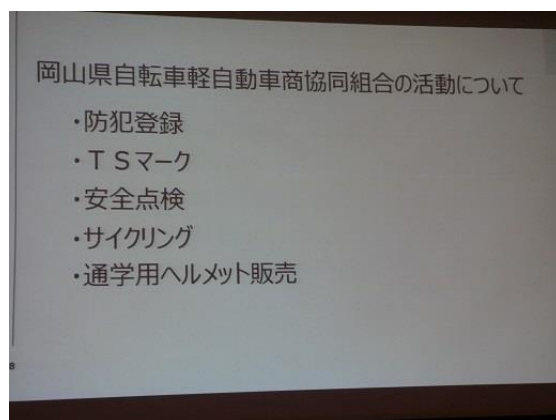 岡山県自転車軽自動車商協同組合の活動について
・防犯登録
・ＴＳマーク
・安全点検
・サイクリング
・通学用ヘルメット販売
8